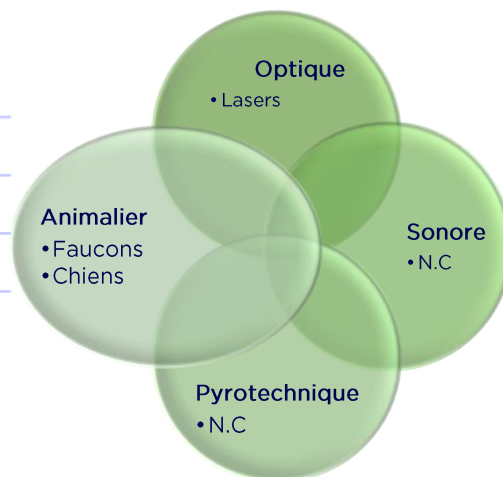 Optique
• Lasers
Animalier
• Faucons
• Chiens
Sonore
• N.C
Pyrotechnique
• N.C